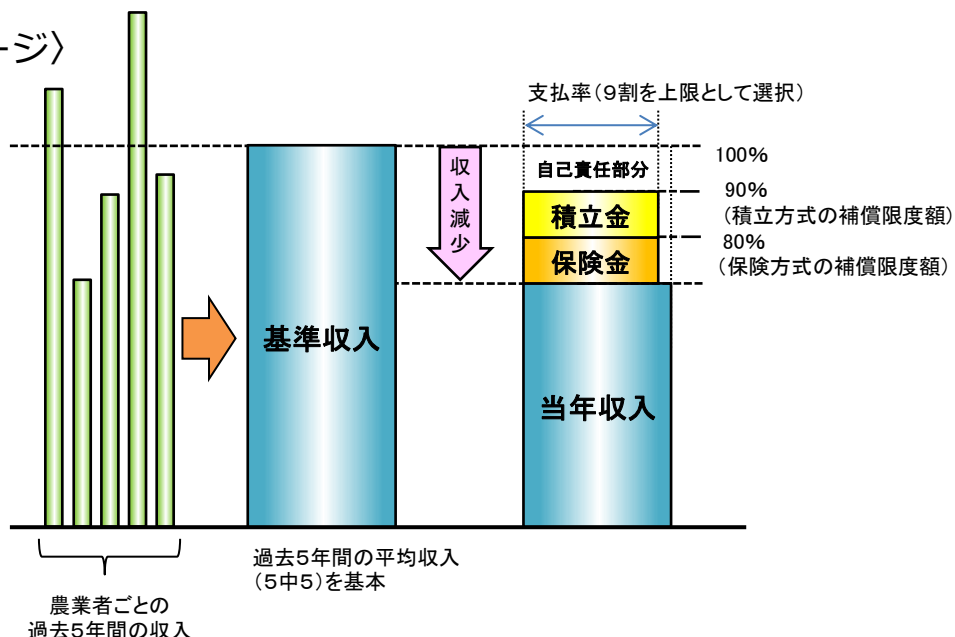 ージ〉
支払率（９割を上限として選択）
100%
自己責任部分
90%
（積立方式の補償限度額）
積立金
80%
（保険方式の補償限度額）
保険金
収入減少
基準収入
当年収入
過去５年間の平均収入
（５中５）を基本
農業者ごとの
過去５年間の収入